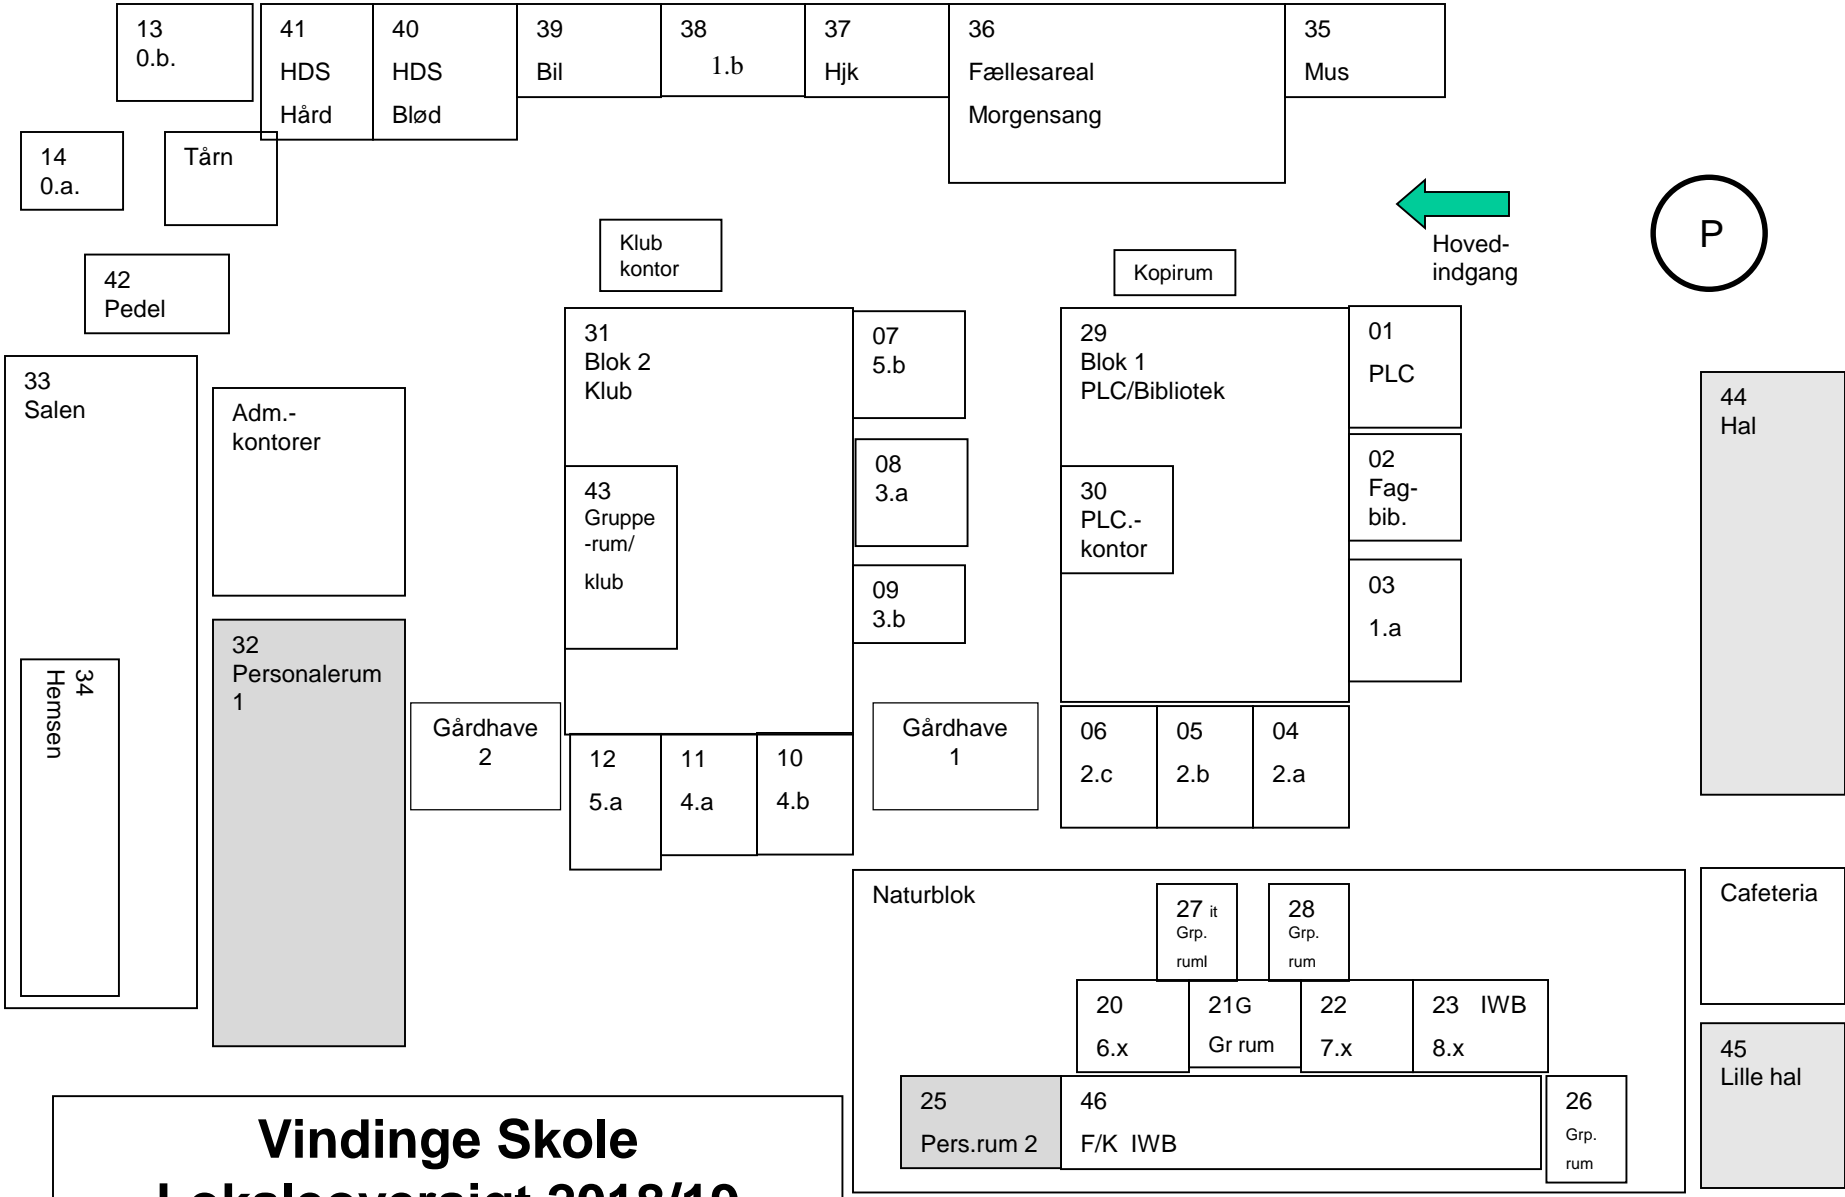 13
0.b.
41
HDS
Hård
40
HDS
Blød
39
Bil
38
1.b
37
Hjk
36
Fællesareal
Morgensang
35
Mus
14
0.a.
Tårn
42
Pedel
Klub
kontor
Kopirum
Hoved-
indgang
P
33
Salen
34
Hemsen
Adm.-
kontorer
32
Personalerum
1
31
Blok 2
Klub
43
Gruppe
-rum/
klub
07
5.b
08
3.a
09
3.b
29
Blok 1
PLC/Bibliotek
30
PLC.-
kontor
01
PLC
02
Fag-
bib.
03
1.a
44
Hal
Gårdhave
2
12
5.a
11
4.a
10
4.b
Gårdhave
1
06
2.c
05
2.b
04
2.a
Naturblok
27 it
Grp.
ruml
28
Grp.
rum
20
6.x
21G
Gr rum
22
7.x
23 IWB
8.x
25
Pers.rum 2
46
F/K IWB
26
Grp.
rum
Cafeteria
45
Lille hal
Vindinge Skole
Lokaleoversigt 2018/19